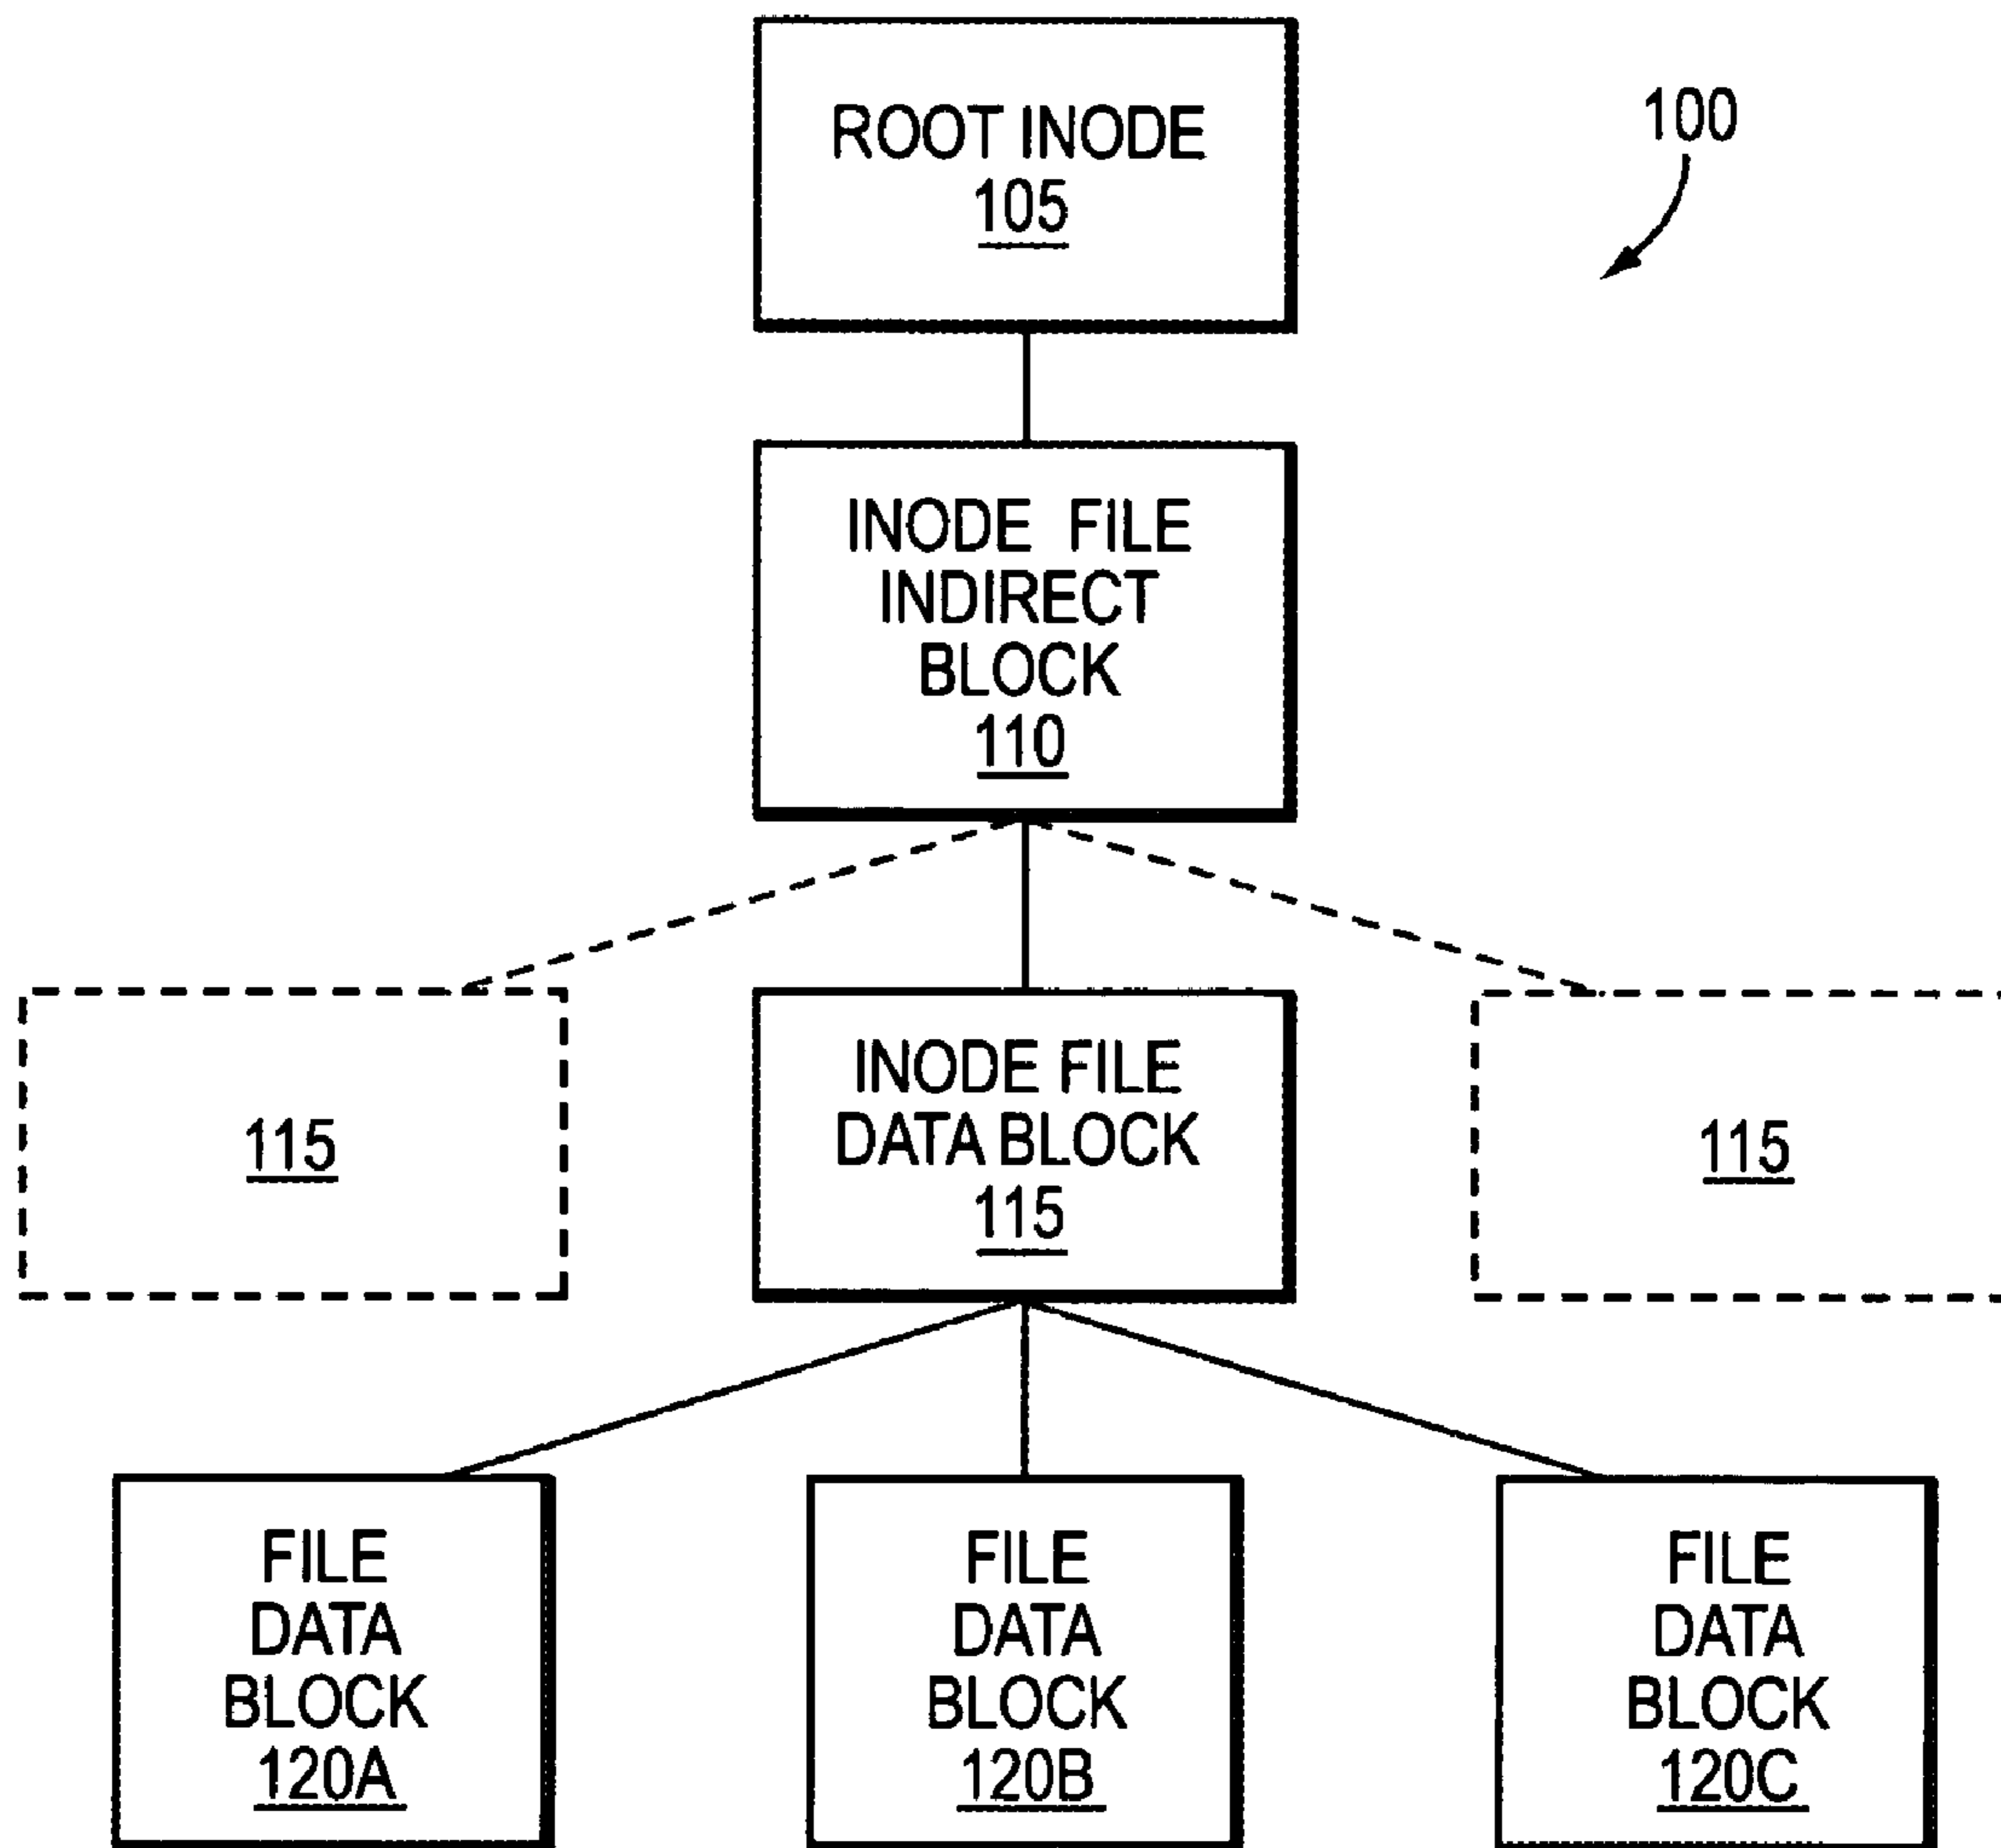 ROOT INODE
105
100
INODE FILE
INDIRECT
BLOCK
110
115
INODE FILE
DATA BLOCK
115
115
FILE
DATA
BLOCK
120A
FILE
DATA
BLOCK
120B
FILE
DATA
BLOCK
120C